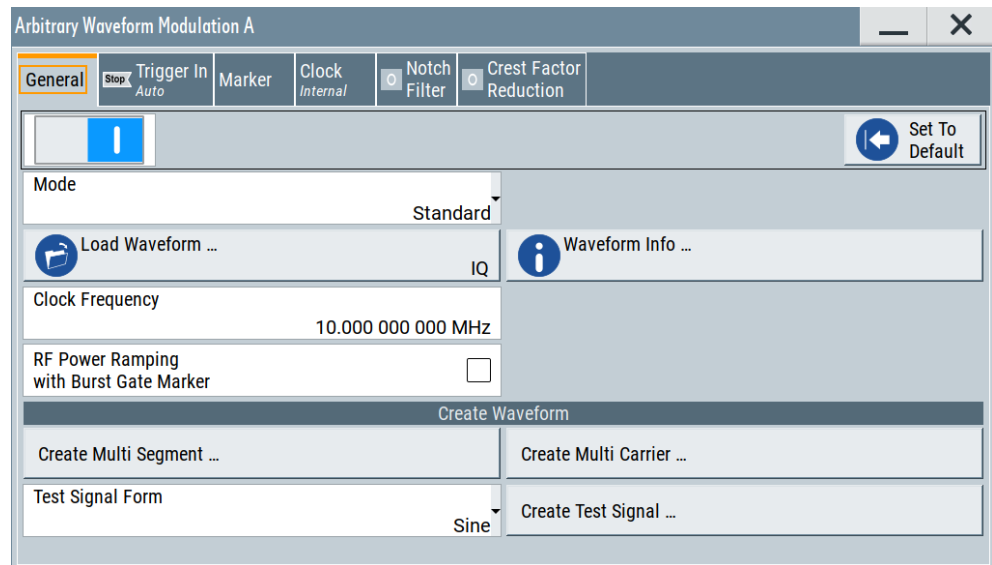 Arbitrary Waveform Modulation A
General
Stop
Trigger In
Auto
Marker
Clock
Internal
Notch
Filter
Crest Factor
Reduction
Set To
Default
Mode
Standard
Load Waveform ...
IQ
Waveform Info ...
Clock Frequency
10.000 000 000 MHz
RF Power Ramping
with Burst Gate Marker
Create Waveform
Create Multi Segment ...
Create Multi Carrier ...
Test Signal Form
Sine
Create Test Signal ...